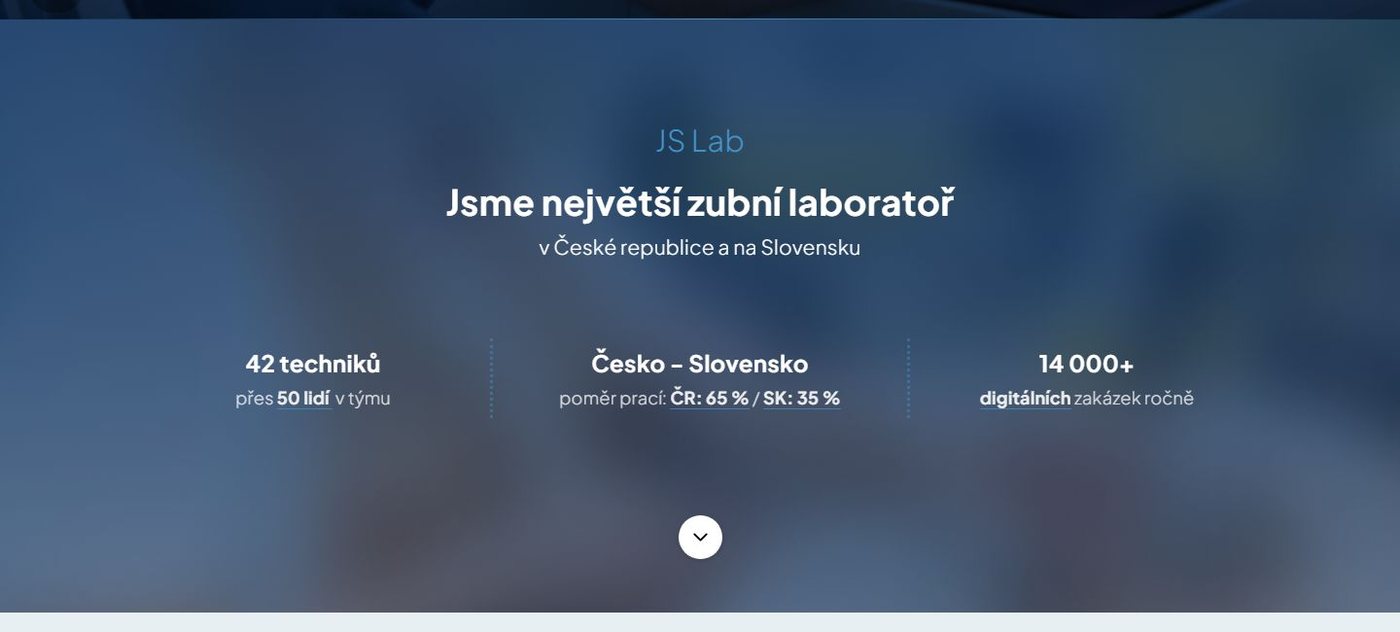 JS Lab
Jsme největší zubní laboratoř
v České republice a na Slovensku
42 techniků
přes 50 lidí v týmu
Česko – Slovensko
poměr prací: ČR: 65 % / SK: 35 %
14 000+
digitálních zakázek ročně